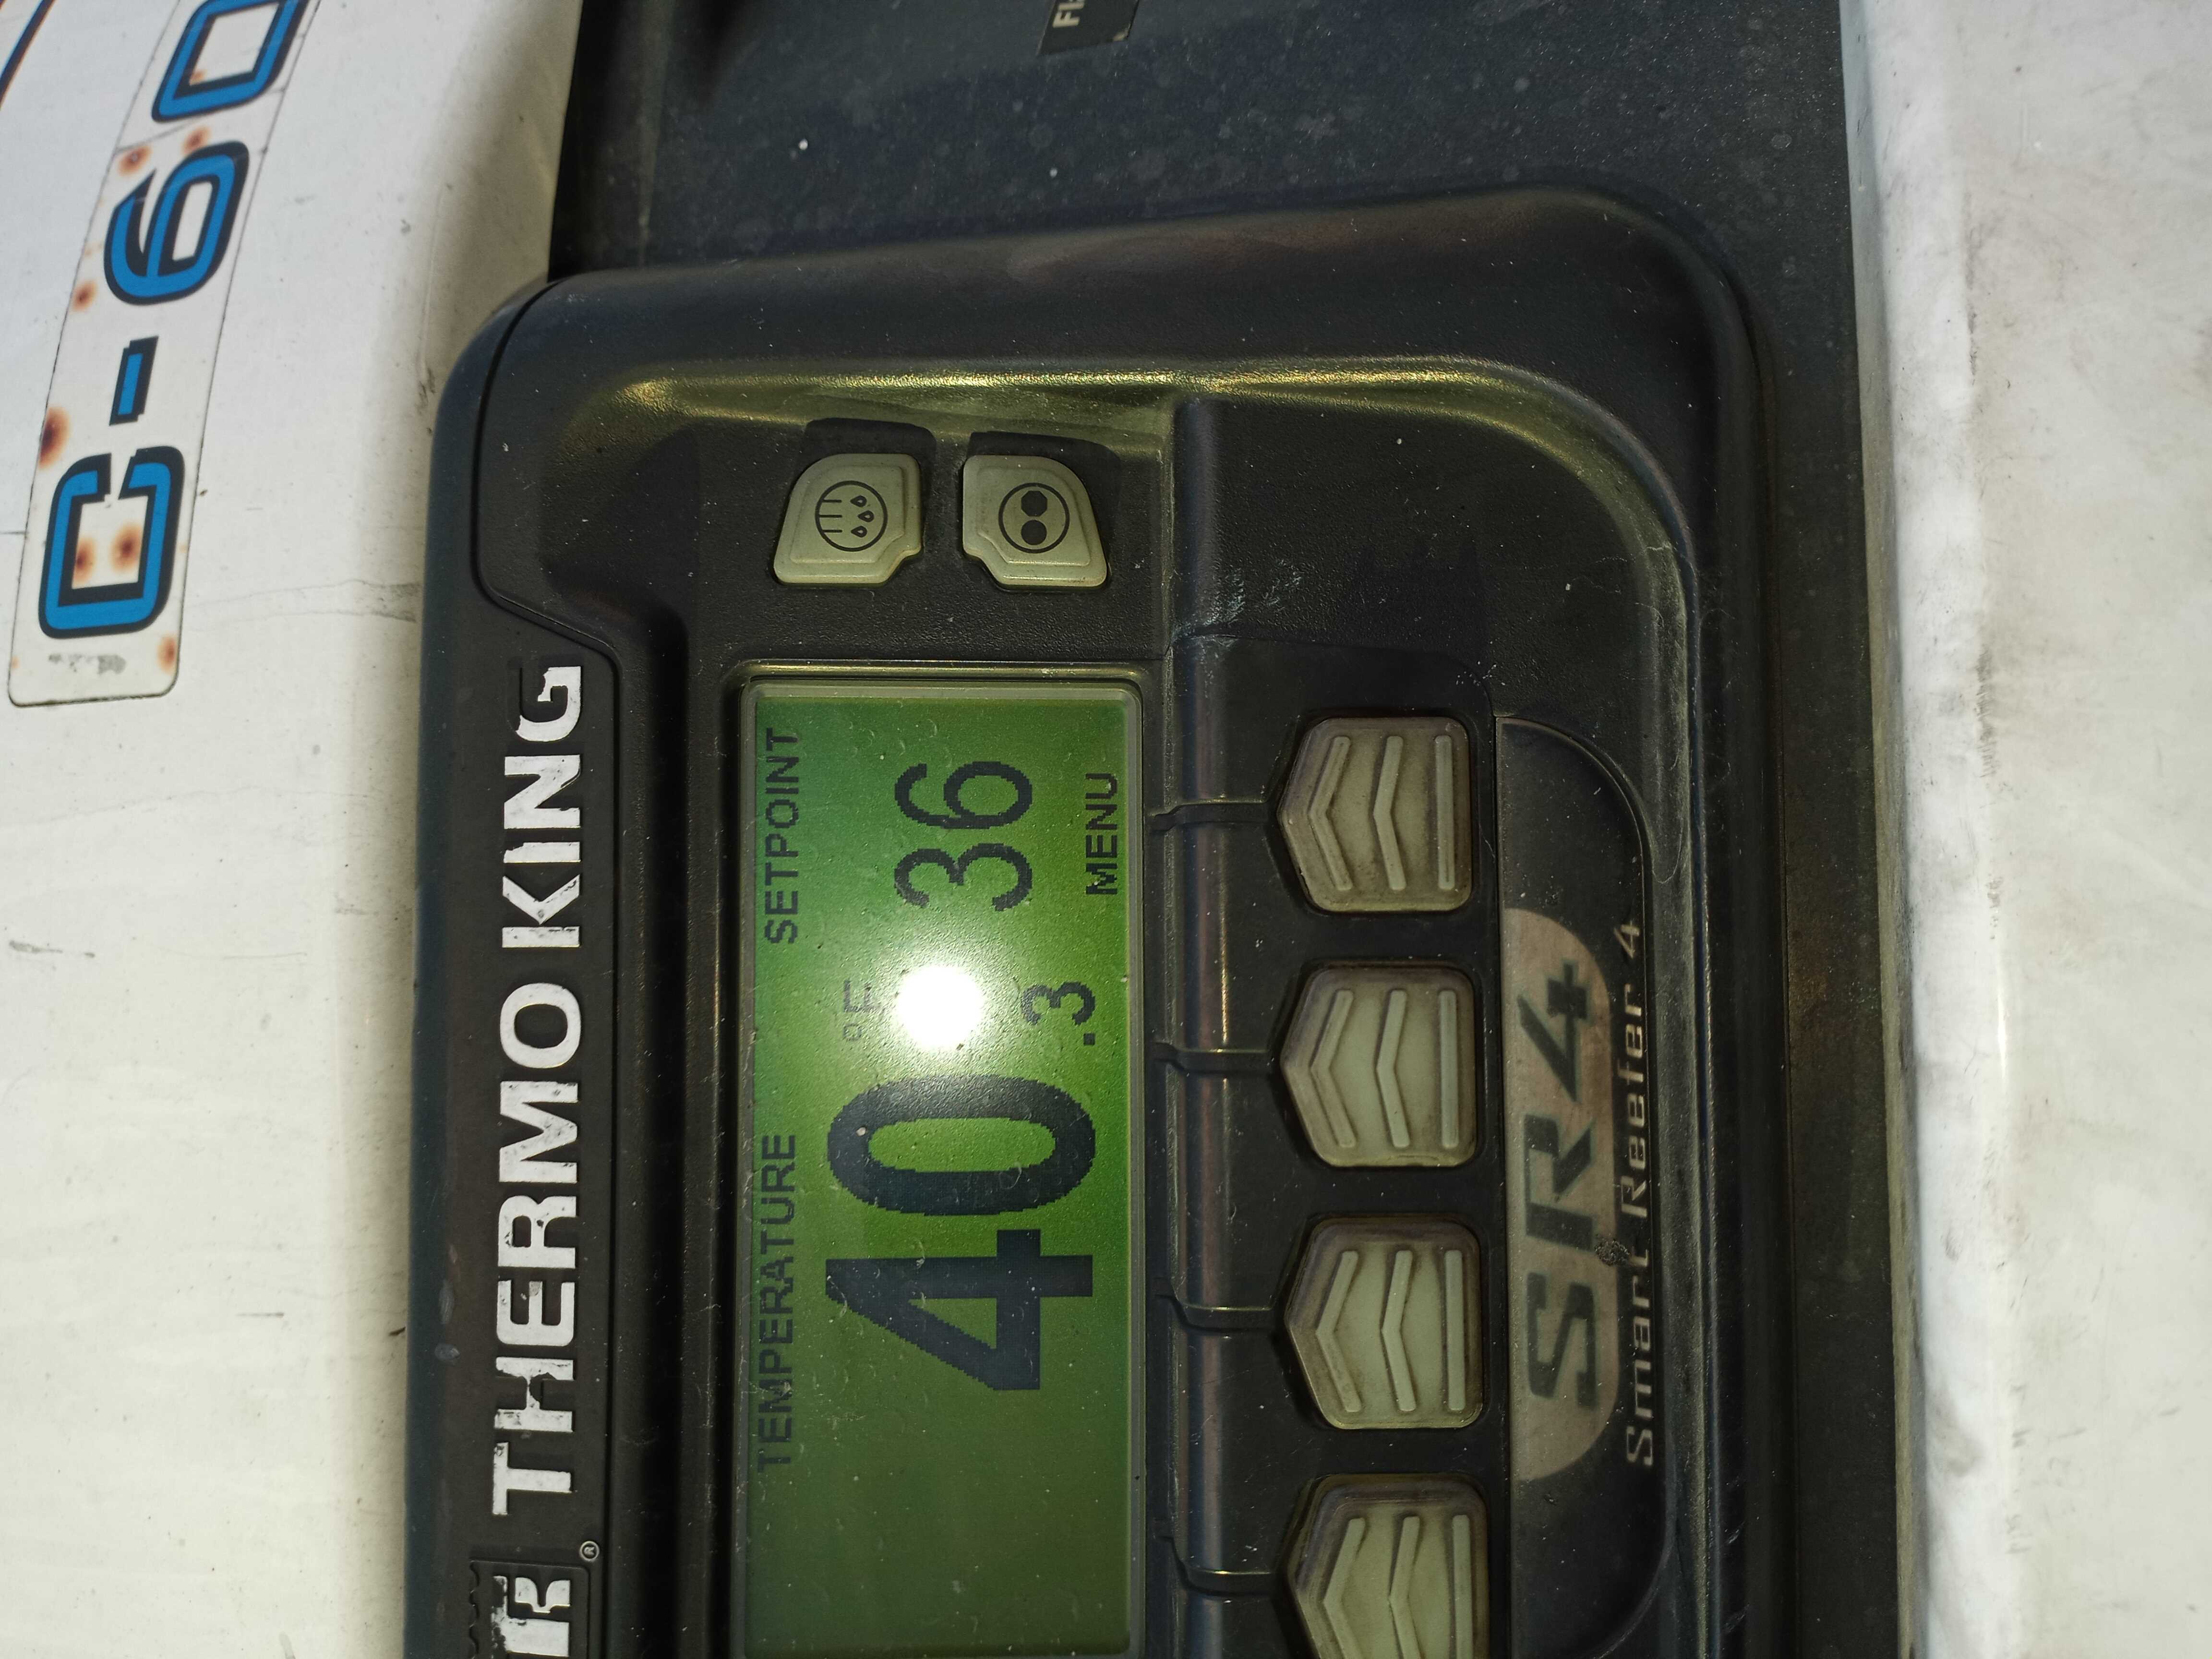 C-60
THERMO KING
®
TEMPERATURE SETPOINT
40.3 °F 36
MENU
SR4
Smart Reefer 4